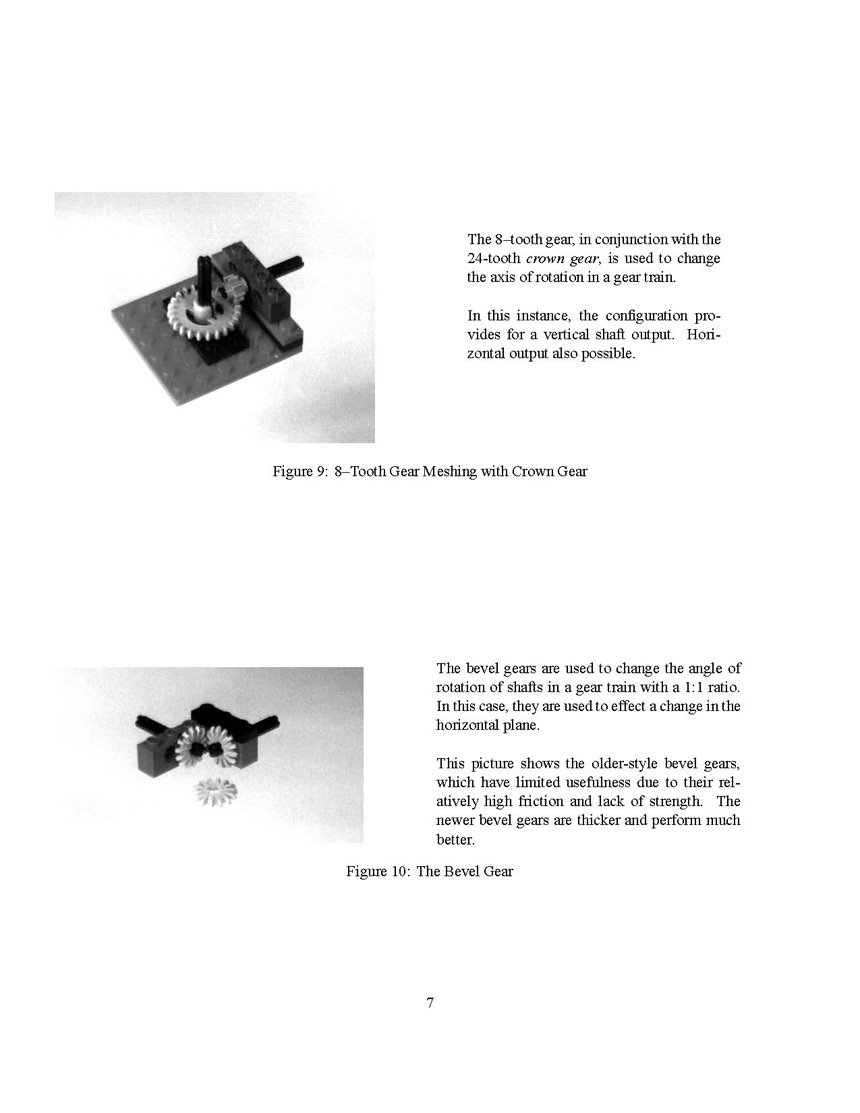 The 8–tooth gear, in conjunction with the
24-tooth crown gear, is used to change
the axis of rotation in a gear train.
In this instance, the configuration pro-
vides for a vertical shaft output. Hori-
zontal output also possible.
Figure 9: 8–Tooth Gear Meshing with Crown Gear
The bevel gears are used to change the angle of
rotation of shafts in a gear train with a 1:1 ratio.
In this case, they are used to effect a change in the
horizontal plane.
This picture shows the older-style bevel gears,
which have limited usefulness due to their rel-
atively high friction and lack of strength. The
newer bevel gears are thicker and perform much
better.
Figure 10: The Bevel Gear
7